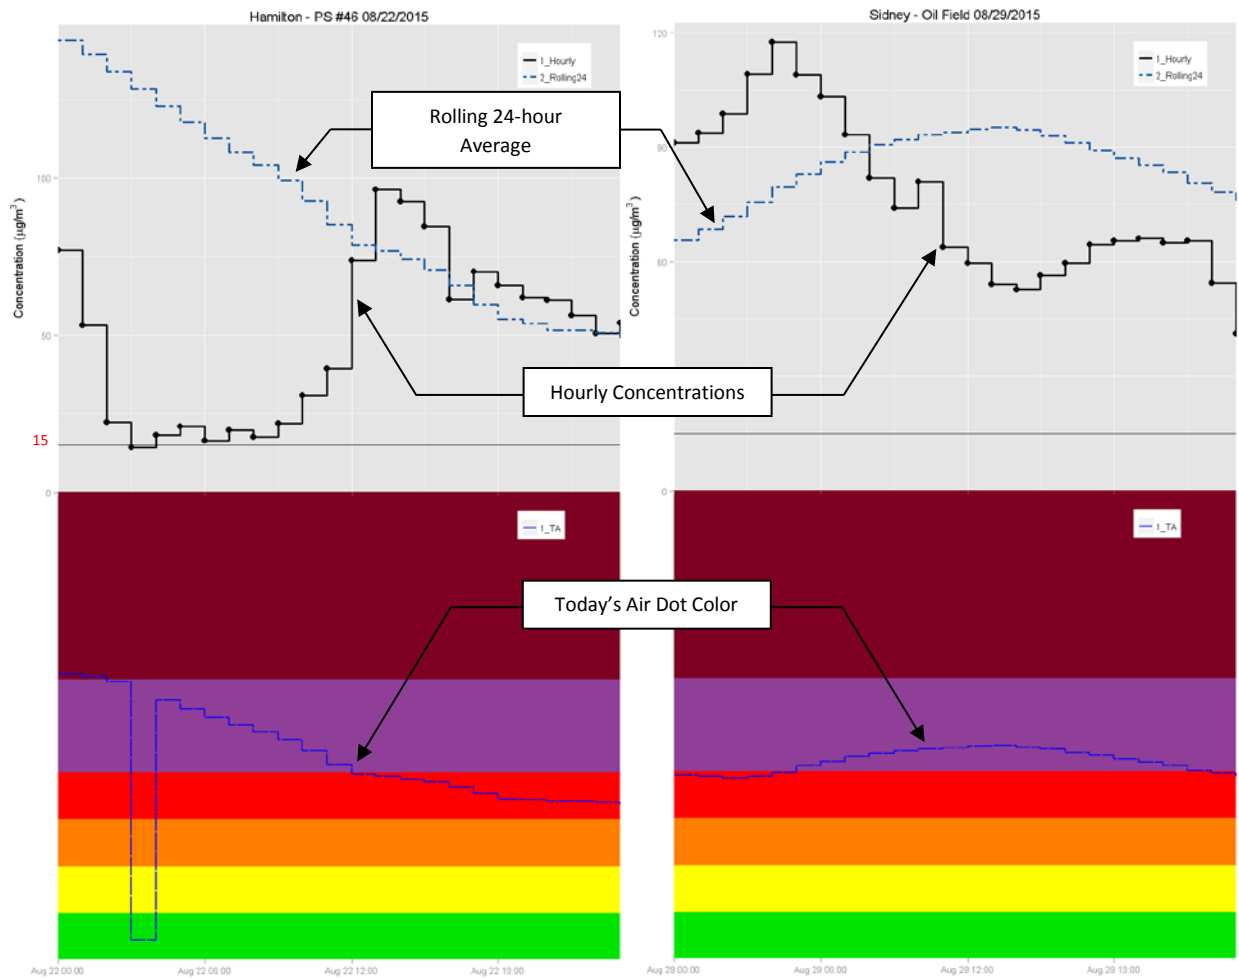 Hamilton - PS #46 08/22/2015
1_Hourly
2_Rolling24
Concentration (µg/m³)
100
50
15
0
1_TA
Aug 22 00:00
Aug 22 06:00
Aug 22 12:00
Aug 22 18:00
Rolling 24-hour
Average
Hourly Concentrations
Today's Air Dot Color
Sidney - Oil Field 08/29/2015
1_Hourly
2_Rolling24
Concentration (µg/m³)
120
90
60
0
1_TA
Aug 29 00:00
Aug 29 06:00
Aug 29 12:00
Aug 29 18:00